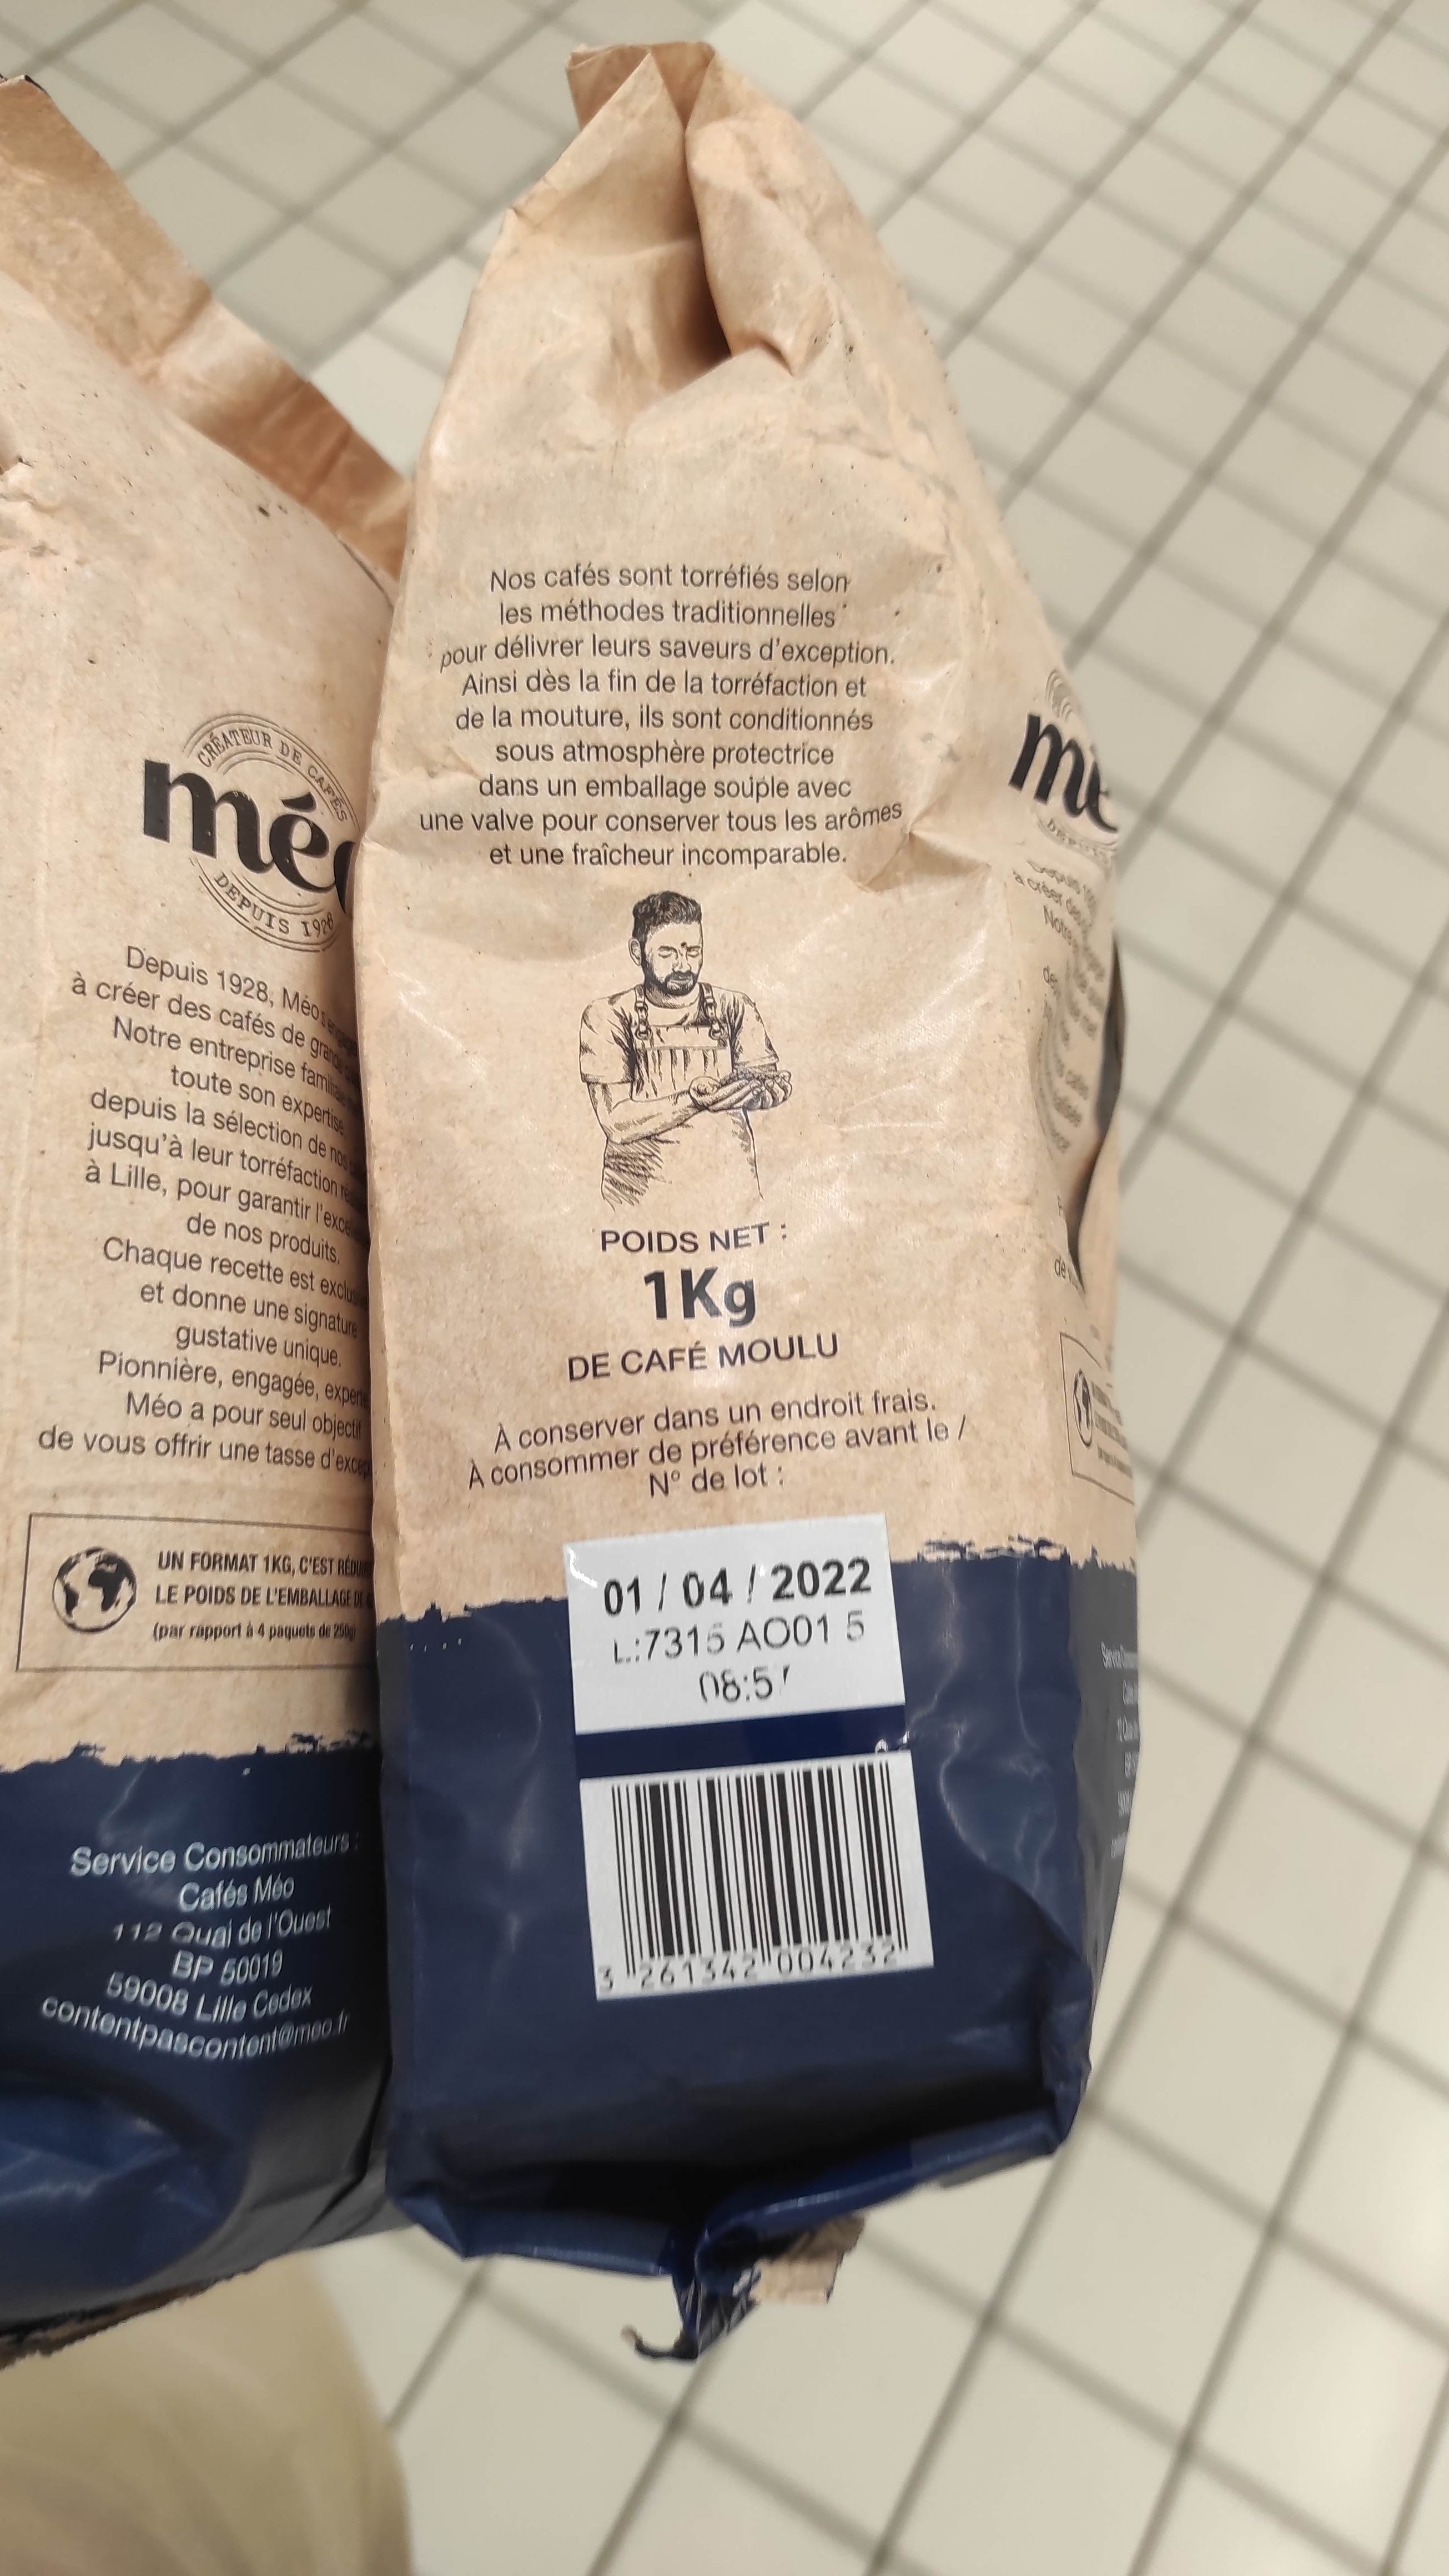 CRÉATEUR DE CAFÉS
méo
DEPUIS 1928
Depuis 1928, Méo
à créer des cafés de
Notre entreprise
toute son expertise
depuis la sélection de nos
jusqu'à leur torréfaction
à Lille, pour garantir
de nos produits.
Chaque recette est
et donne une signature
gustative unique.
Pionnière, engagée,
Méo a pour seul objectif
de vous offrir une tasse
UN FORMAT 1KG, C'EST
LE POIDS DE L'EMBALLAGE DE
(par rapport à 4 paquets de 250g)
Service Consommateurs :
Cafés Méo
112 Quai de l'Ouest
BP 50019
59008 Lille Cedex
contentpascontent@meo.fr
Nos cafés sont torréfiés selon
les méthodes traditionnelles
pour délivrer leurs saveurs d'exception.
Ainsi dès la fin de la torréfaction et
de la mouture, ils sont conditionnés
sous atmosphère protectrice
dans un emballage souple avec
une valve pour conserver tous les arômes
et une fraîcheur incomparable.
POIDS NET :
1Kg
DE CAFÉ MOULU
À conserver dans un endroit frais.
À consommer de préférence avant le /
N° de lot :
01 / 04 / 2022
L:7315 AO01 5
08:57
3 261342 004232
à créer des